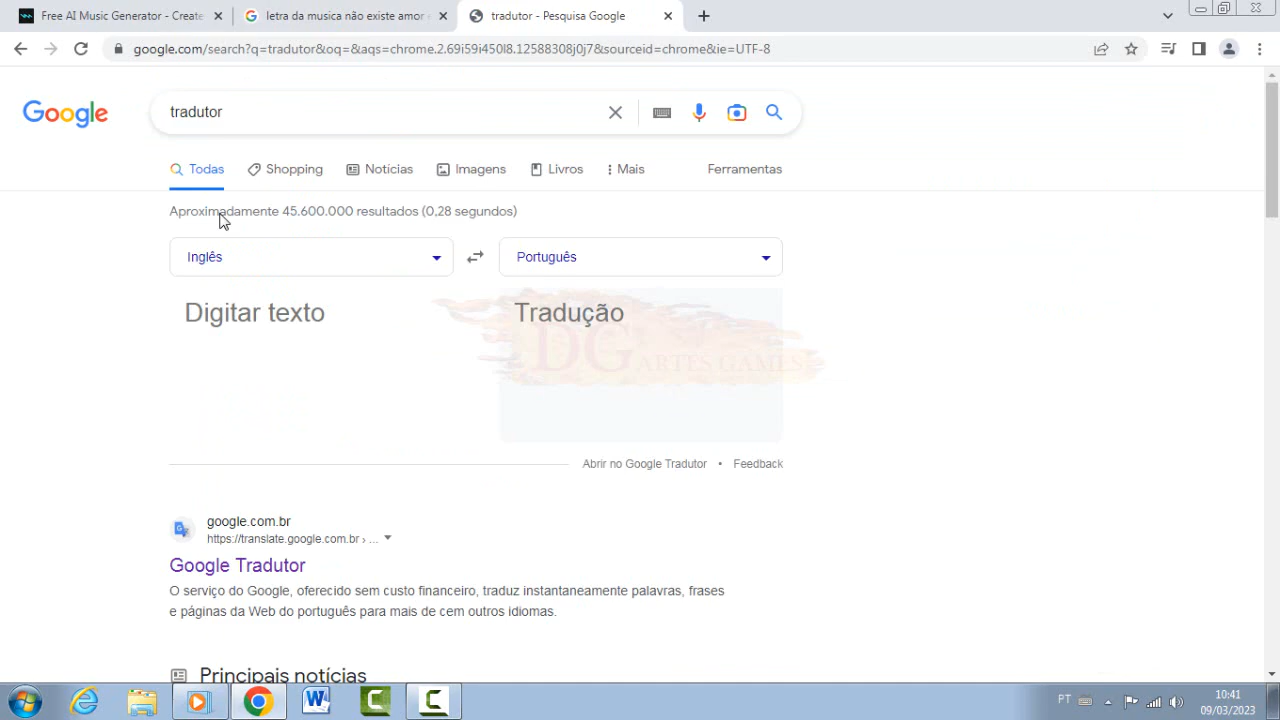 Free AI Music Generator - Create
letra da musica não existe amor
tradutor - Pesquisa Google
google.com/search?q=tradutor&oq=&aqs=chrome.2.69i59i450l8.12588308j0j7&sourceid=chrome&ie=UTF-8
Google
tradutor
Todas
Shopping
Notícias
Imagens
Livros
Mais
Ferramentas
Aproximadamente 45.600.000 resultados (0,28 segundos)
Inglês
Português
Digitar texto
Tradução
DG ARTES GAMES
Abrir no Google Tradutor • Feedback
google.com.br
https://translate.google.com.br › ...
Google Tradutor
O serviço do Google, oferecido sem custo financeiro, traduz instantaneamente palavras, frases
e páginas da Web do português para mais de cem outros idiomas.
Principais notícias
PT
10:41
09/03/2023